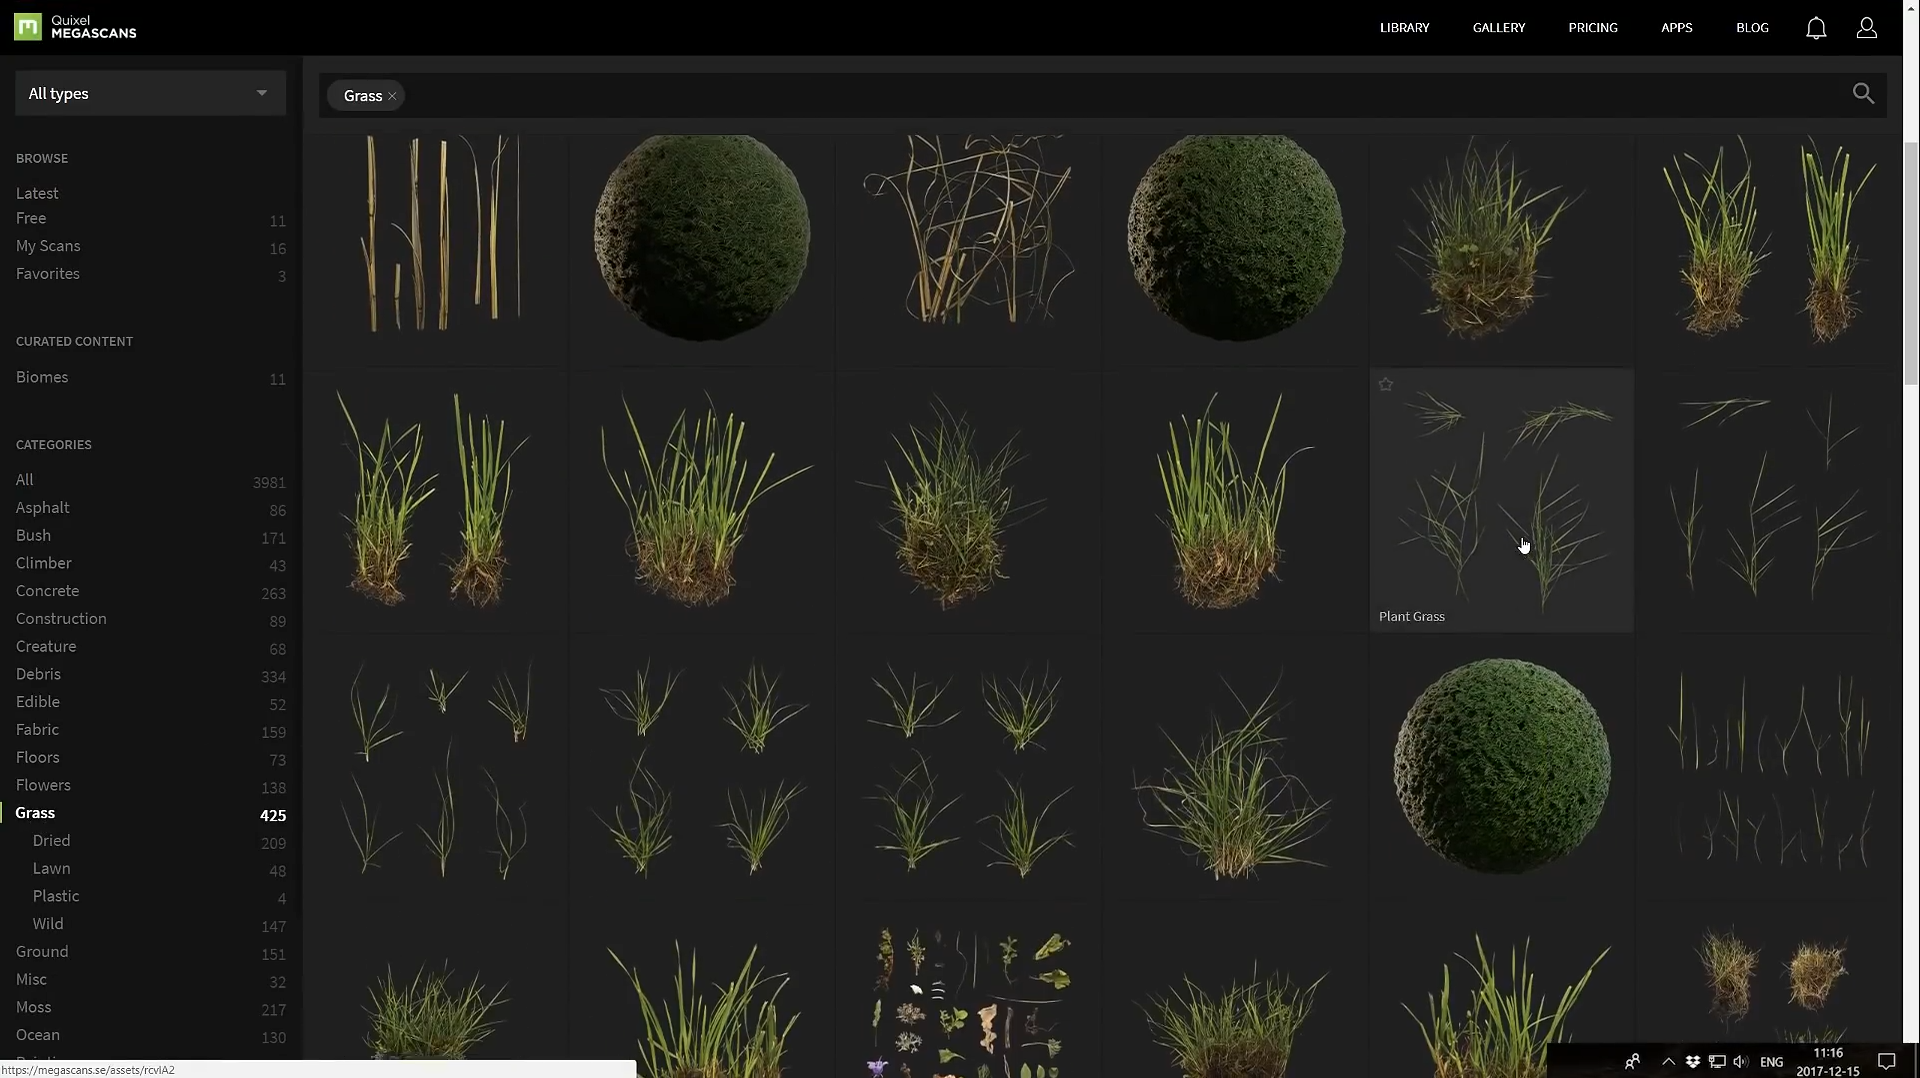 Quixel
MEGASCANS
LIBRARY
GALLERY
PRICING
APPS
BLOG
All types
Grass
BROWSE
Latest
Free 11
My Scans 16
Favorites 3
CURATED CONTENT
Biomes 11
CATEGORIES
All 3981
Asphalt 86
Bush 171
Climber 43
Concrete 263
Construction 89
Creature 68
Debris 334
Edible 52
Fabric 159
Floors 73
Flowers 138
Grass 425
Dried 209
Lawn 48
Plastic 4
Wild 147
Ground 151
Misc 32
Moss 217
Ocean 130
Plant Grass
https://megascans.se/assets/rcvIA2
ENG
11:16
2017-12-15